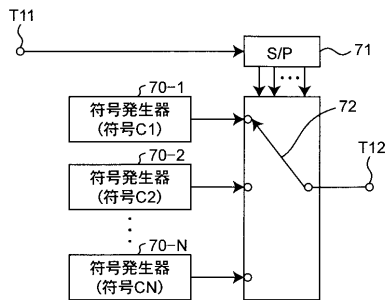 T11
S/P
71
70-1
符号発生器
(符号C1)
72
70-2
符号発生器
(符号C2)
T12
70-N
符号発生器
(符号CN)